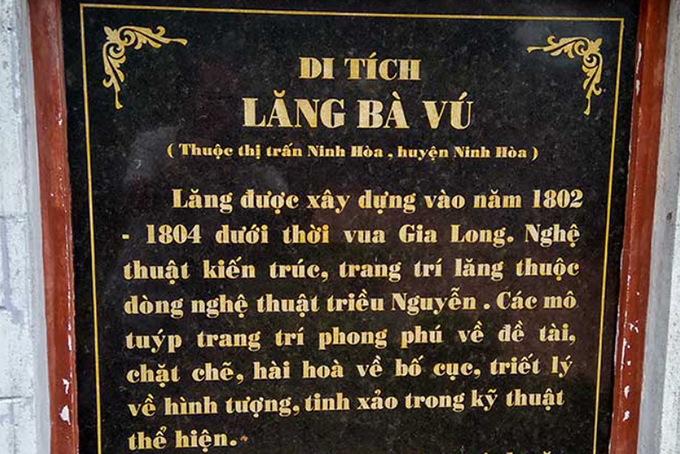 DI TÍCH
LĂNG BÀ VÚ
( Thuộc thị trấn Ninh Hòa , huyện Ninh Hòa )
Lăng được xây dựng vào năm 1802
- 1804 dưới thời vua Gia Long. Nghệ
thuật kiến trúc, trang trí lăng thuộc
dòng nghệ thuật triều Nguyễn . Các mô
tuýp trang trí phong phú về đề tài,
chặt chẽ, hài hoà về bố cục, triết lý
về hình tượng, tinh xảo trong kỹ thuật
thể hiện.